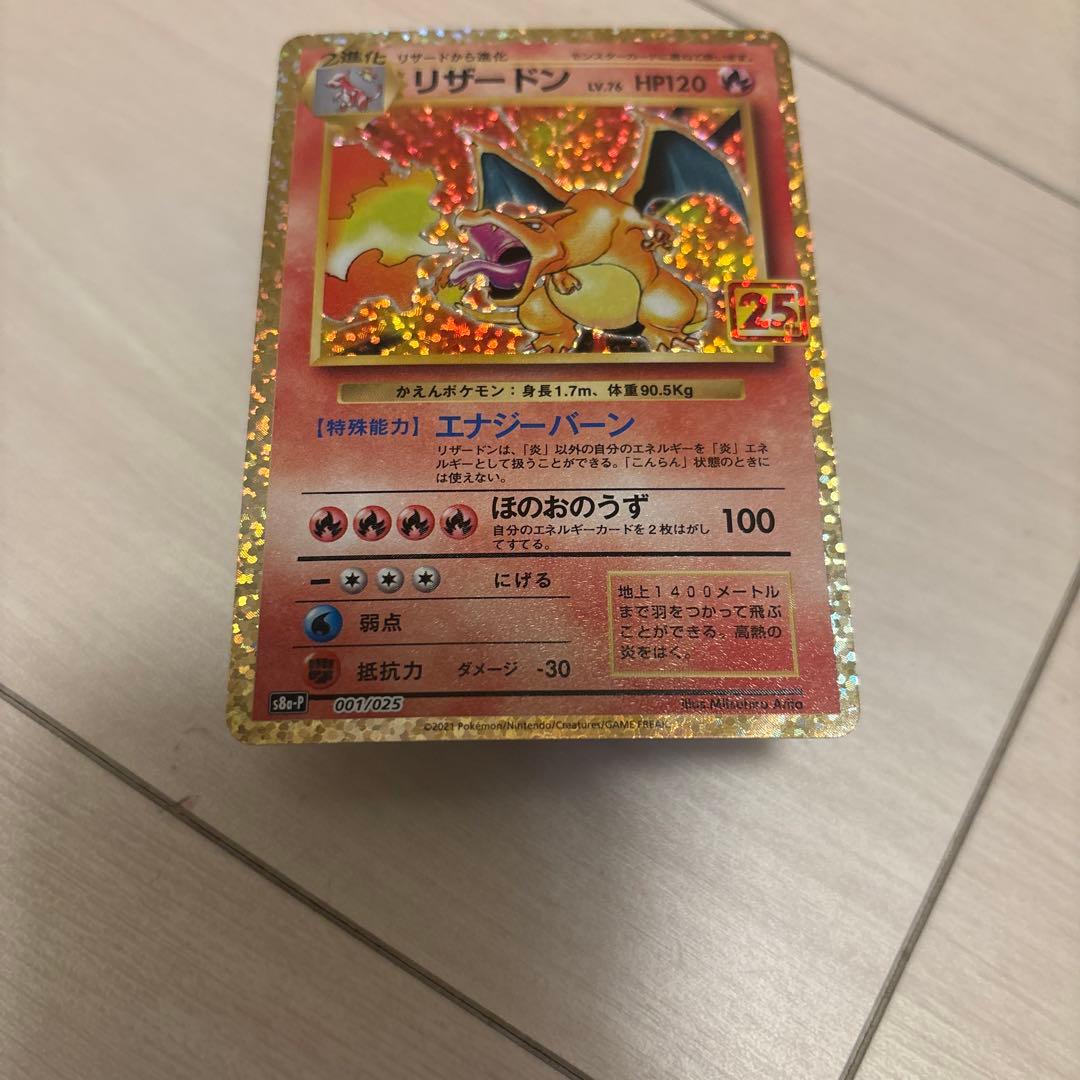 2進化 リザードから進化
リザードン LV.76 HP120
25
かえんポケモン：身長1.7m、体重90.5Kg
【特殊能力】 エナジーバーン
リザードンは、「炎」以外の自分のエネルギーを「炎」エネ
ルギーとして扱うことができる。「こんらん」状態のときに
は使えない。
ほのおのうず 100
自分のエネルギーカードを2枚はがし
てすてる。
ー にげる
弱点
抵抗力 ダメージ -30
地上1400メートル
まで羽をつかって飛ぶ
ことができる。高熱の
炎をはく。
s8a-P 001/025
illus Mitsuhiro Arita
©2021 Pokémon/Nintendo/Creatures/GAME FREAK